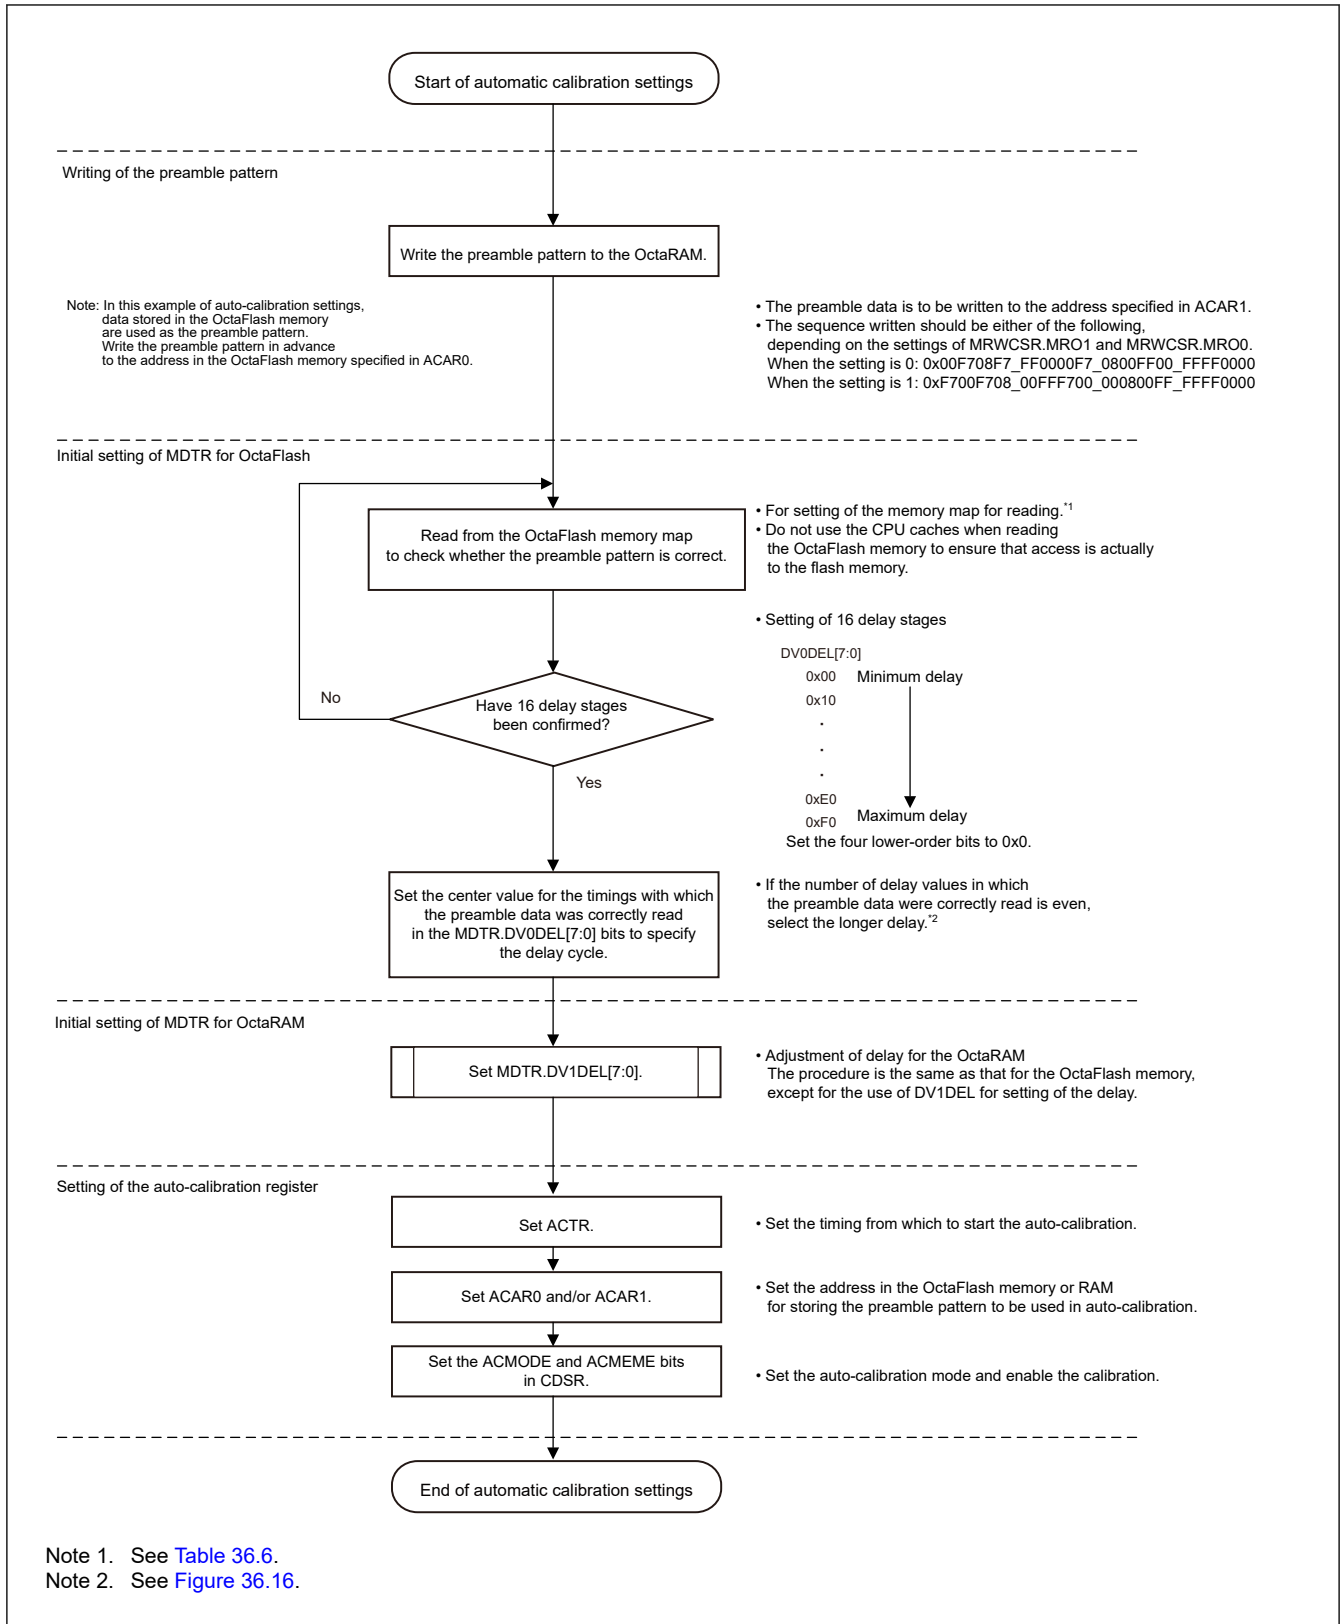 Start of automatic calibration settings
Writing of the preamble pattern
Write the preamble pattern to the OctaRAM.
Note: In this example of auto-calibration settings,
data stored in the OctaFlash memory
are used as the preamble pattern.
Write the preamble pattern in advance
to the address in the OctaFlash memory specified in ACAR0.
• The preamble data is to be written to the address specified in ACAR1.
• The sequence written should be either of the following,
depending on the settings of MRWCSR.MRO1 and MRWCSR.MRO0.
When the setting is 0: 0x00F708F7_FF0000F7_0800FF00_FFFF0000
When the setting is 1: 0xF700F708_00FFF700_000800FF_FFFF0000
Initial setting of MDTR for OctaFlash
Read from the OctaFlash memory map
to check whether the preamble pattern is correct.
• For setting of the memory map for reading.*1
• Do not use the CPU caches when reading
the OctaFlash memory to ensure that access is actually
to the flash memory.
• Setting of 16 delay stages
DV0DEL[7:0]
0x00 Minimum delay
0x10
.
.
.
0xE0
0xF0 Maximum delay
Set the four lower-order bits to 0x0.
No
Have 16 delay stages
been confirmed?
Yes
Set the center value for the timings with which
the preamble data was correctly read
in the MDTR.DV0DEL[7:0] bits to specify
the delay cycle.
• If the number of delay values in which
the preamble data were correctly read is even,
select the longer delay.*2
Initial setting of MDTR for OctaRAM
Set MDTR.DV1DEL[7:0].
• Adjustment of delay for the OctaRAM
The procedure is the same as that for the OctaFlash memory,
except for the use of DV1DEL for setting of the delay.
Setting of the auto-calibration register
Set ACTR.
• Set the timing from which to start the auto-calibration.
Set ACAR0 and/or ACAR1.
• Set the address in the OctaFlash memory or RAM
for storing the preamble pattern to be used in auto-calibration.
Set the ACMODE and ACMEME bits
in CDSR.
• Set the auto-calibration mode and enable the calibration.
End of automatic calibration settings
Note 1. See Table 36.6.
Note 2. See Figure 36.16.